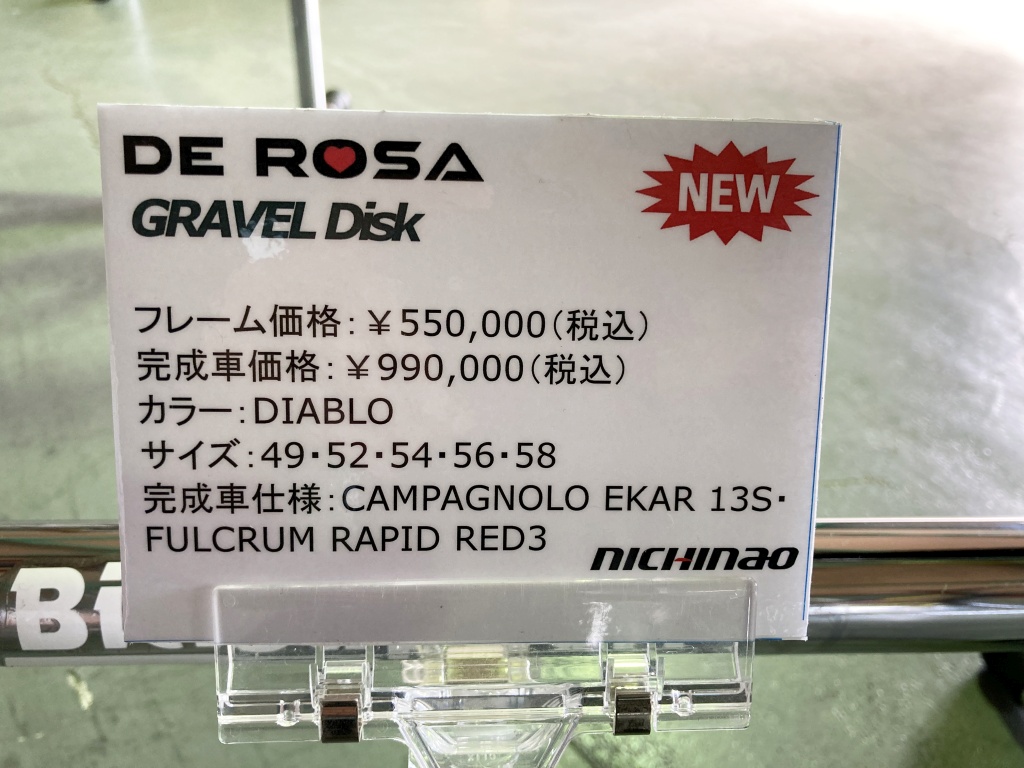 DE ROSA
GRAVEL Disk
NEW
フレーム価格：￥550,000（税込）
完成車価格：￥990,000（税込）
カラー：DIABLO
サイズ：49・52・54・56・58
完成車仕様：CAMPAGNOLO EKAR 13S・
FULCRUM RAPID RED3
NICHINAO